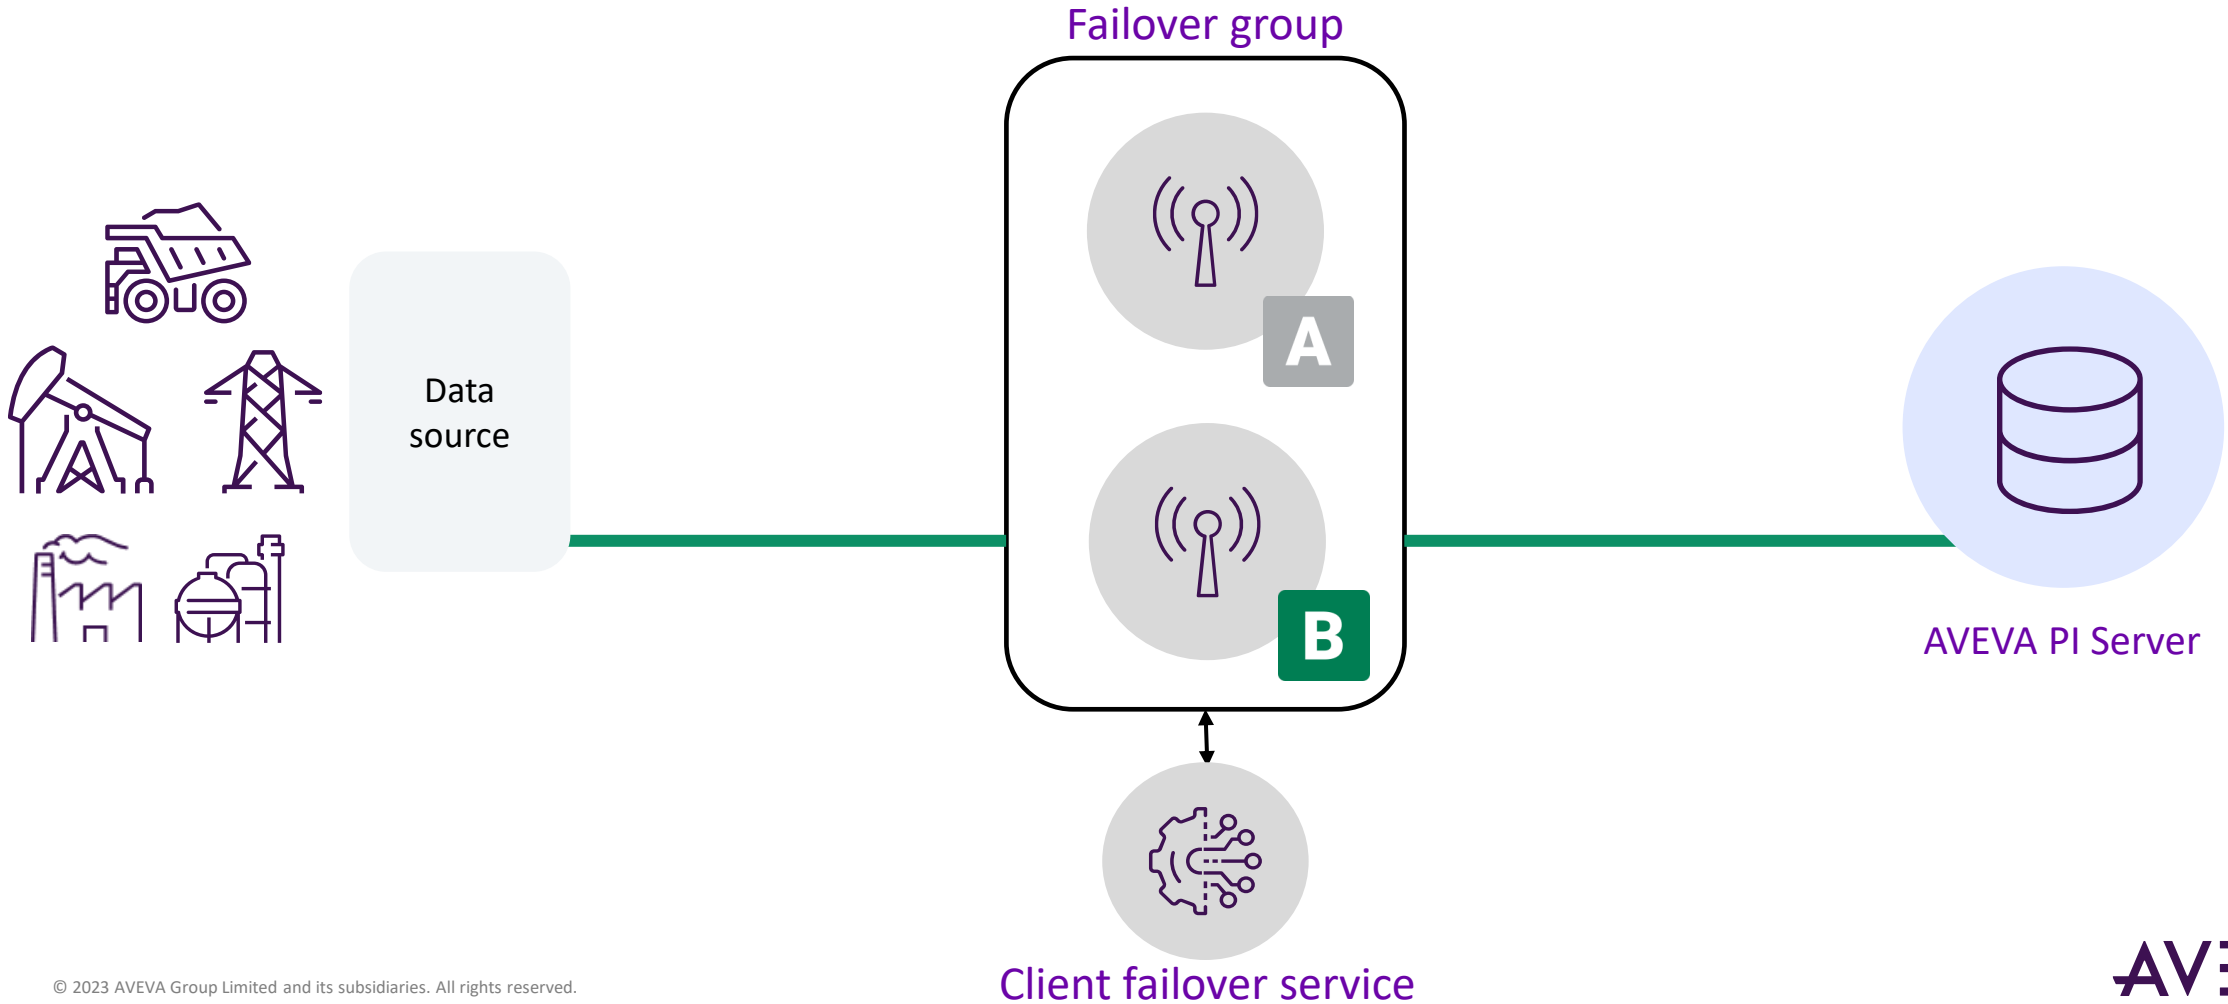 Failover group
A
Data
source
B
AVEVA PI Server
Client failover service
© 2023 AVEVA Group Limited and its subsidiaries. All rights reserved.